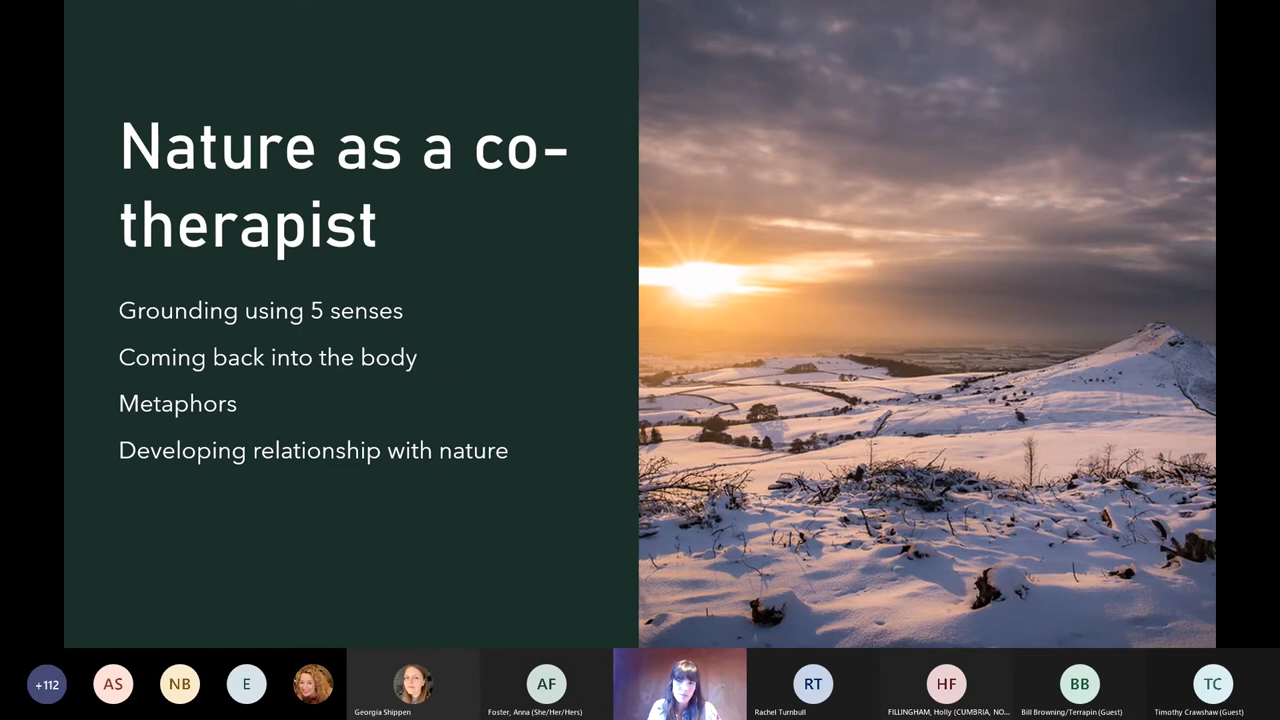 Nature as a co-
therapist
Grounding using 5 senses
Coming back into the body
Metaphors
Developing relationship with nature
+112
AS
NB
E
Georgia Shippen
AF
Foster, Anna (She/Her/Hers)
RT
Rachel Turnbull
HF
FILLINGHAM, Holly (CUMBRIA, NO...
BB
Bill Browning/Terrapin (Guest)
TC
Timothy Crawshaw (Guest)